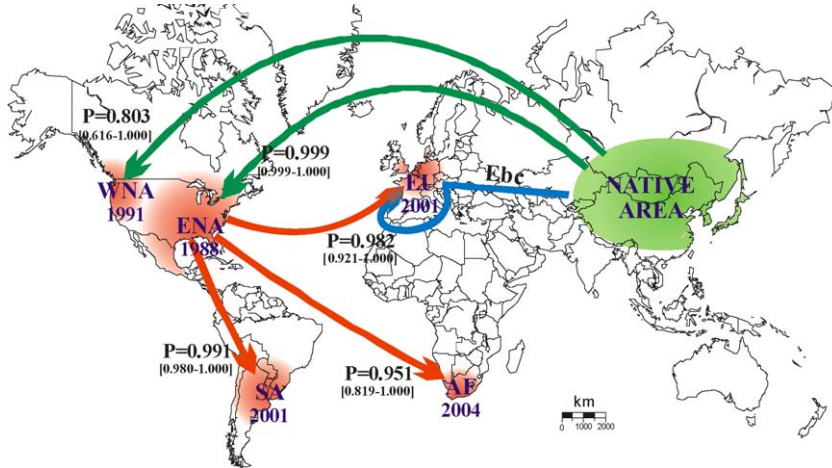 P=0.803
[0.616-1.000]
P=0.999
[0.999-1.000]
WNA
1991
ENA
1988
EU
2001
Ebc
NATIVE
AREA
P=0.982
[0.921-1.000]
P=0.991
[0.980-1.000]
SA
2001
P=0.951
[0.819-1.000]
AF
2004
km
0 1000 2000